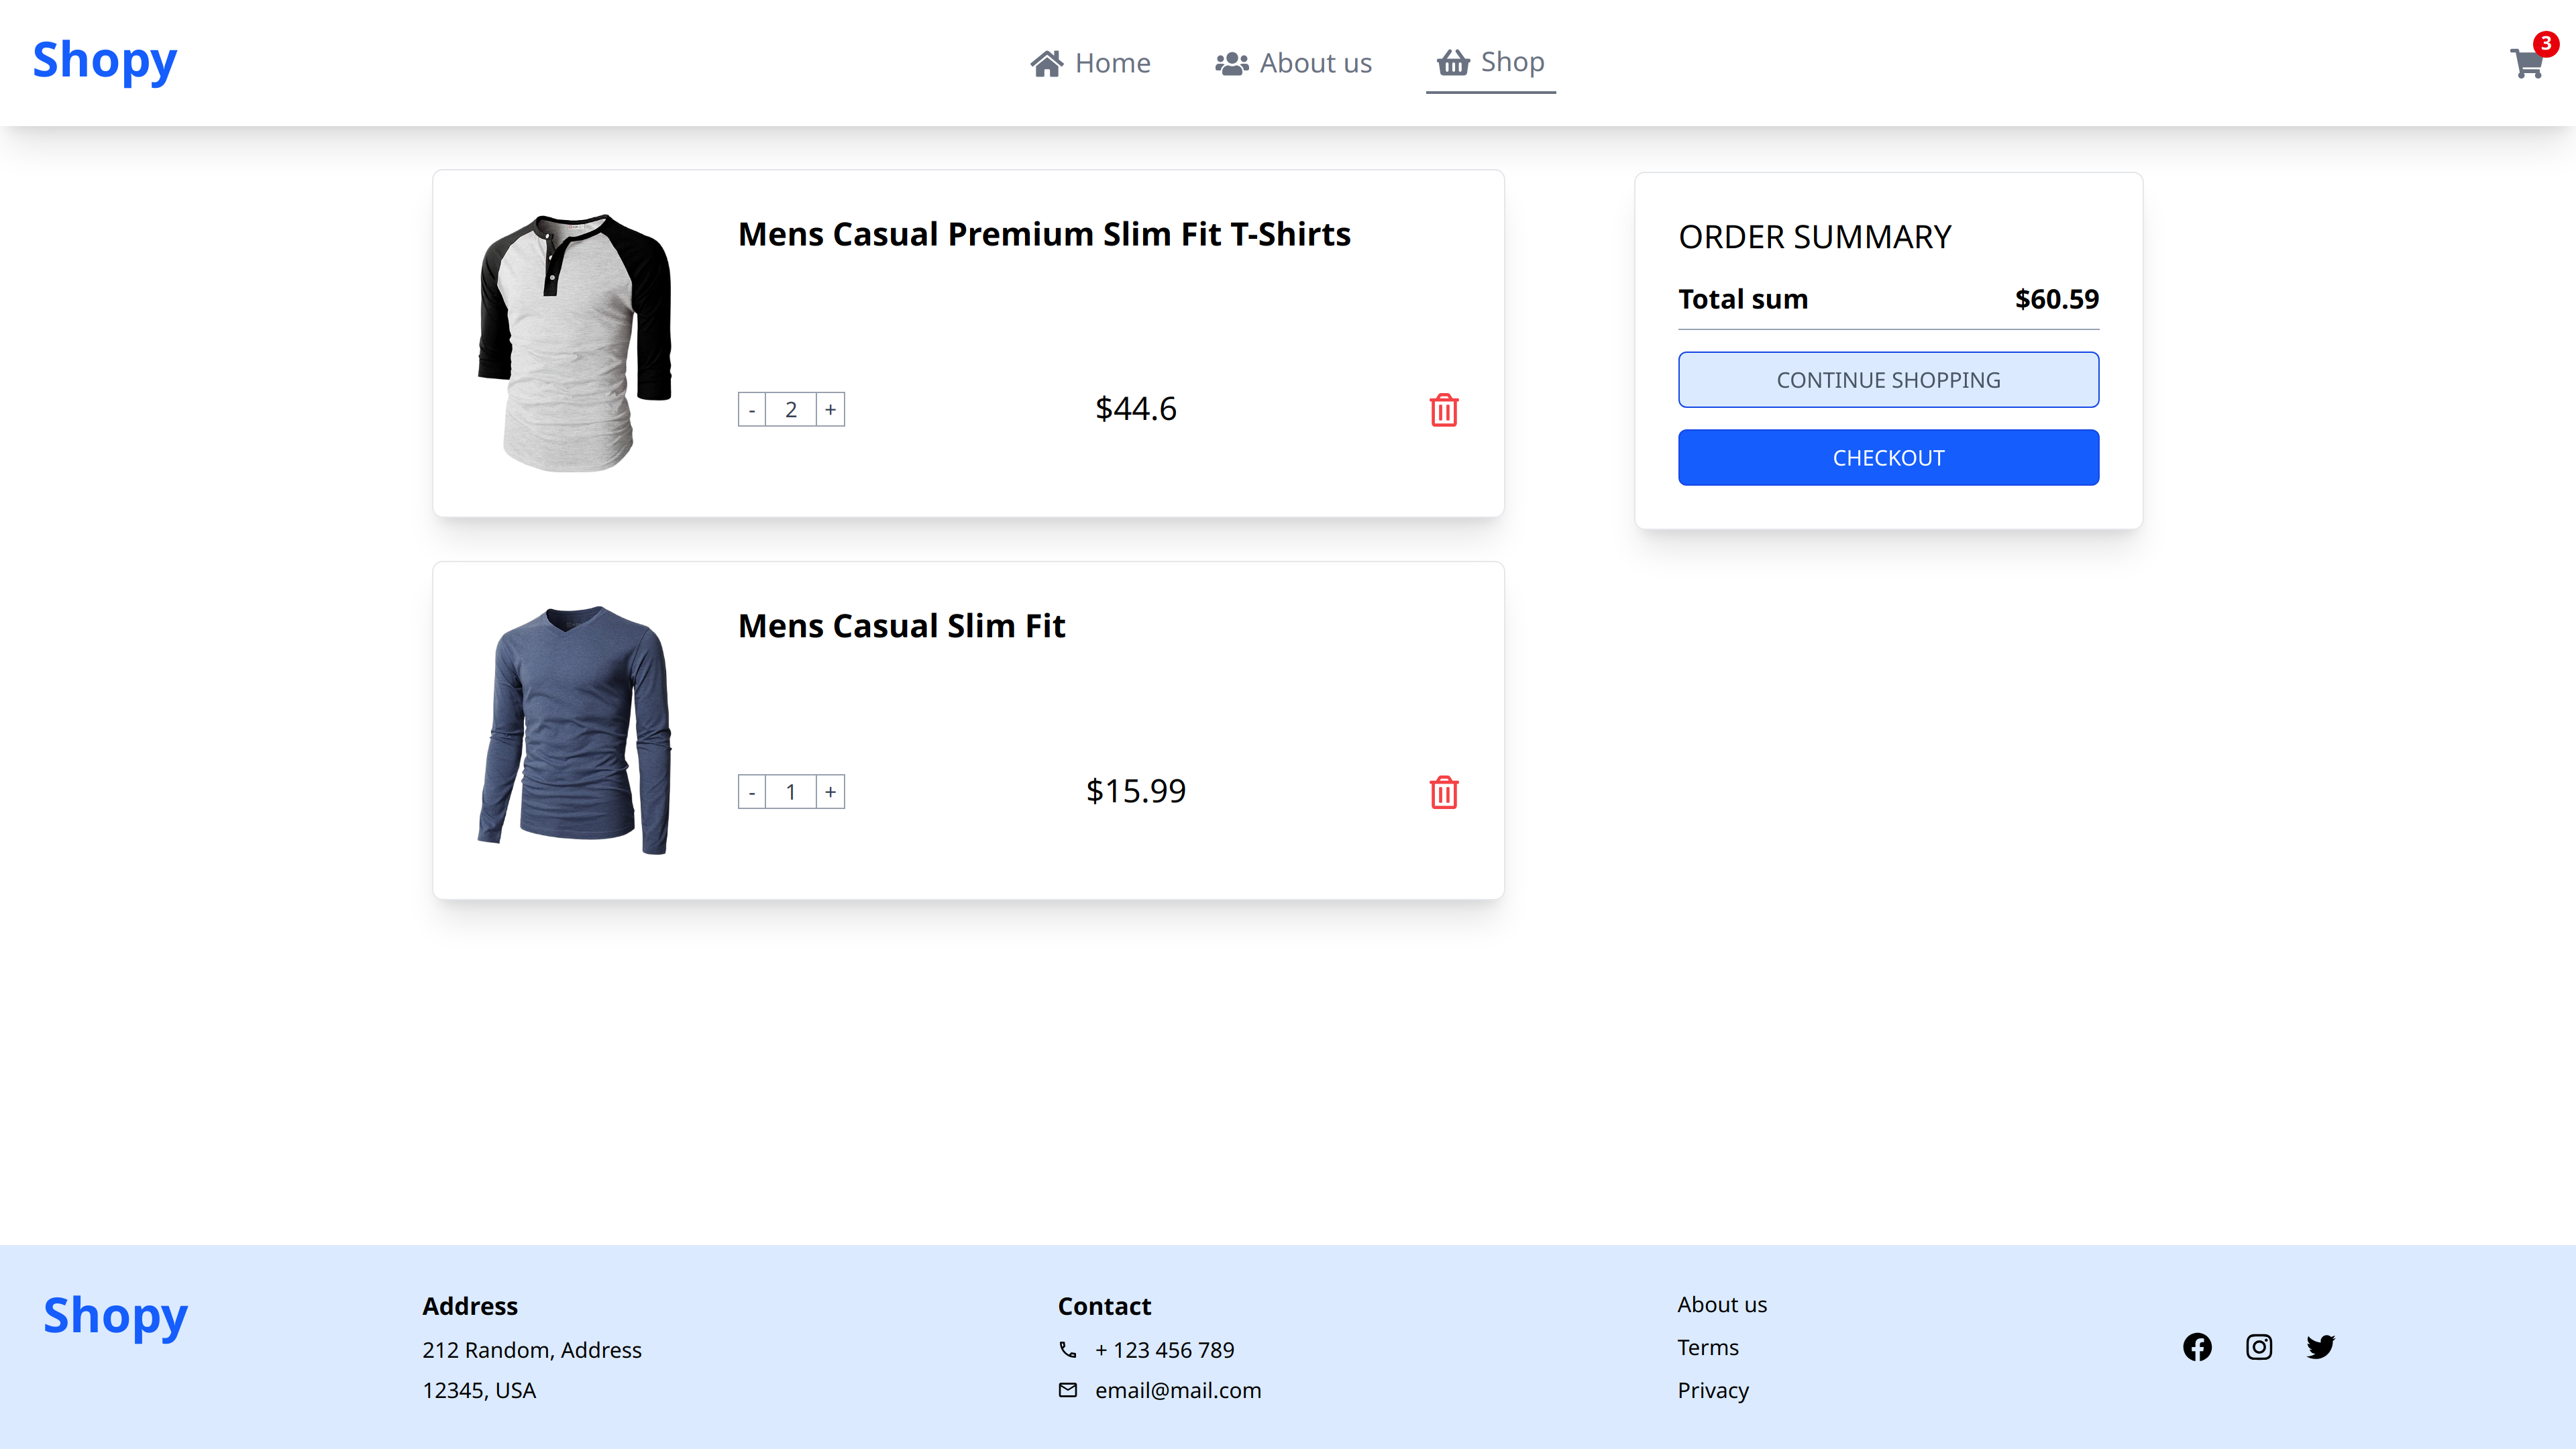 Shopy
Home
About us
Shop
3
Mens Casual Premium Slim Fit T-Shirts
- 2 +
$44.6
Mens Casual Slim Fit
- 1 +
$15.99
ORDER SUMMARY
Total sum $60.59
CONTINUE SHOPPING
CHECKOUT
Shopy
Address
212 Random, Address
12345, USA
Contact
+ 123 456 789
email@mail.com
About us
Terms
Privacy